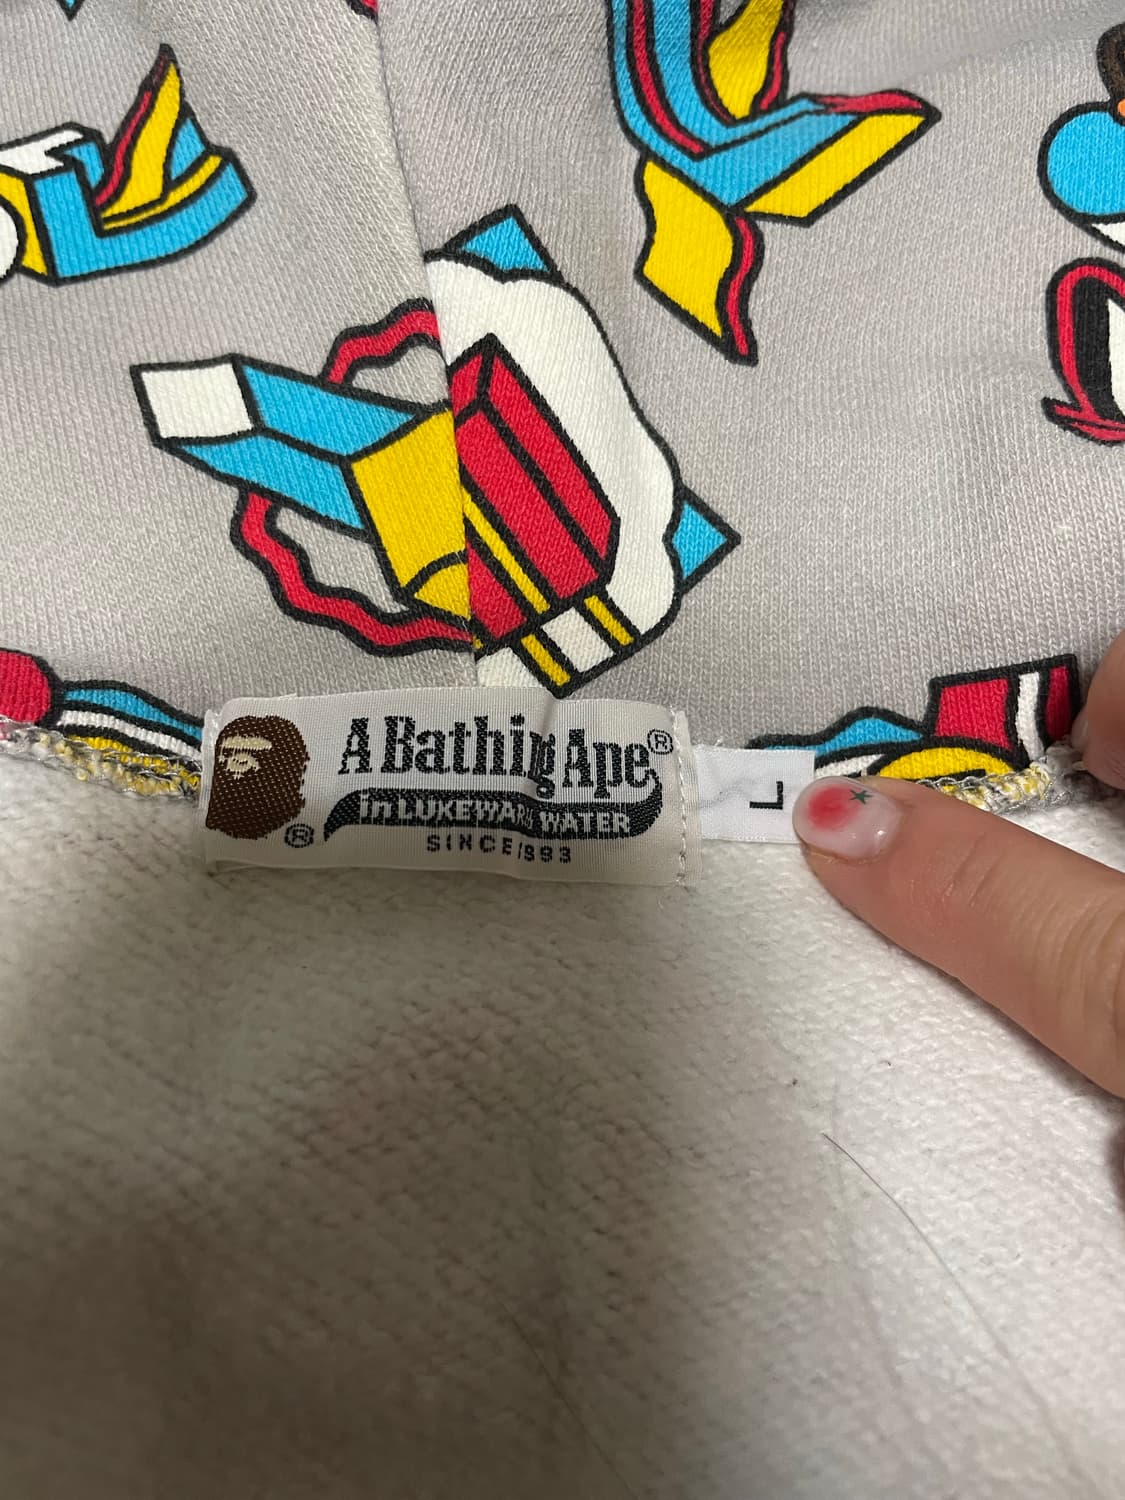 A Bathing Ape®
in LUKEWARM WATER
SINCE 1993
®
L